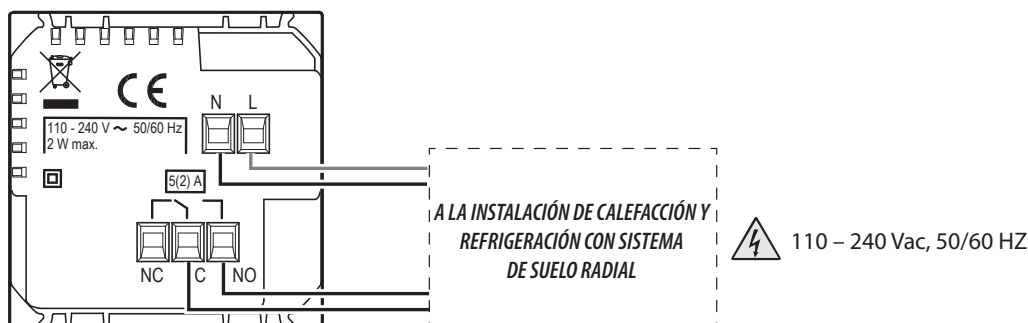 CE
N L
110 - 240 V ~ 50/60 Hz
2 W max.
5(2) A
NC C NO
A LA INSTALACIÓN DE CALEFACCIÓN Y
REFRIGERACIÓN CON SISTEMA
DE SUELO RADIAL
110 – 240 Vac, 50/60 HZ